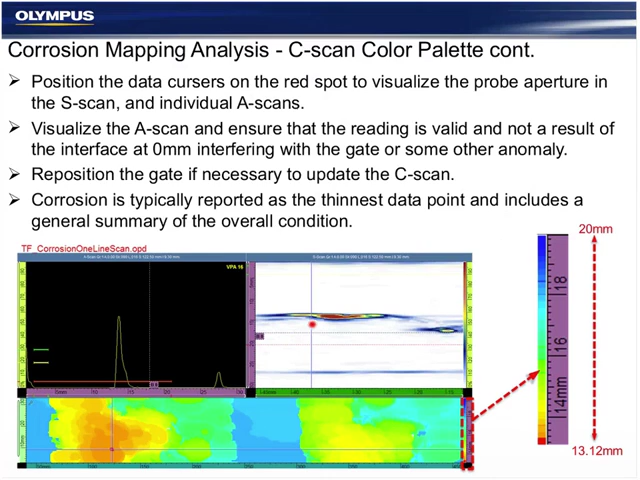 OLYMPUS
Corrosion Mapping Analysis - C-scan Color Palette cont.
Position the data cursers on the red spot to visualize the probe aperture in
the S-scan, and individual A-scans.
Visualize the A-scan and ensure that the reading is valid and not a result of
the interface at 0mm interfering with the gate or some other anomaly.
Reposition the gate if necessary to update the C-scan.
Corrosion is typically reported as the thinnest data point and includes a
general summary of the overall condition.
TF_CorrosionOneLineScan.opd
VPA 16
20mm
18
16
14mm
13.12mm